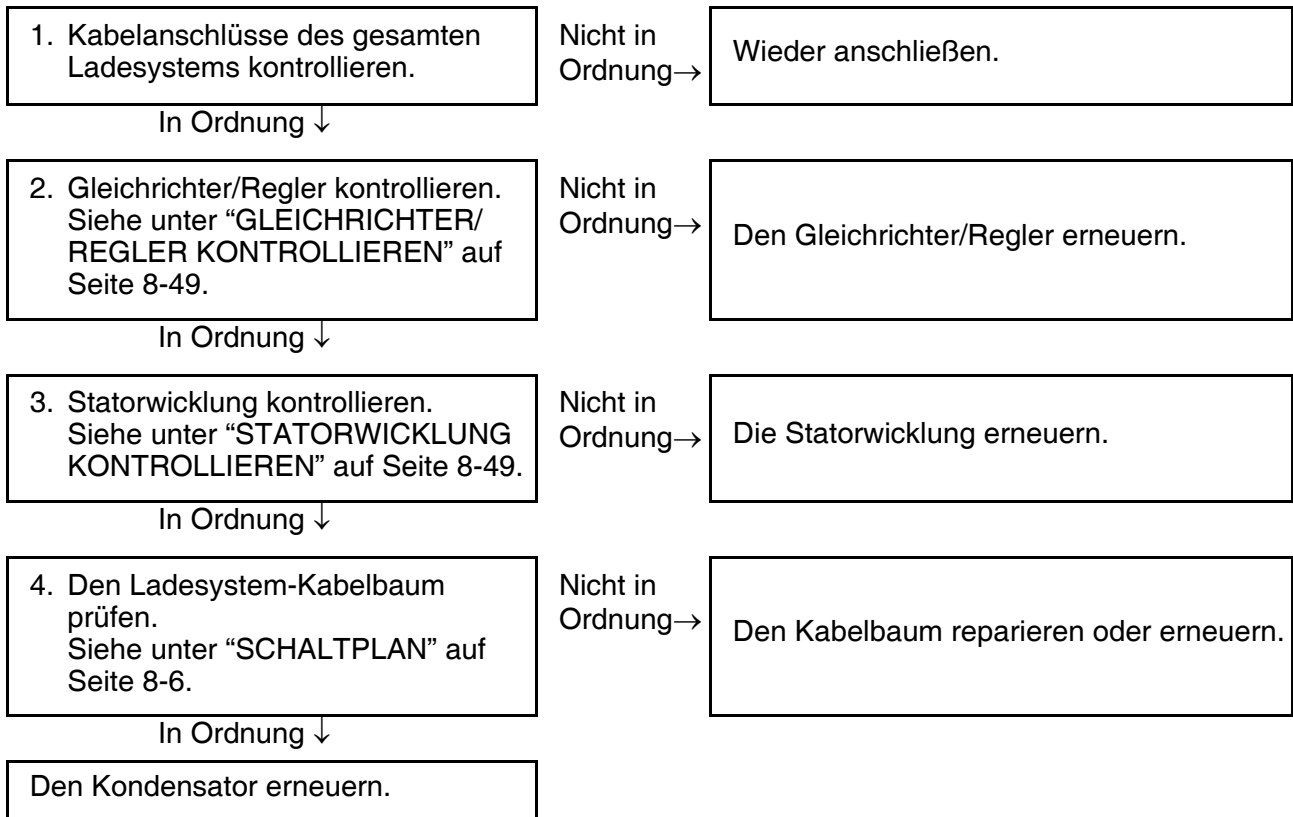 1. Kabelanschlüsse des gesamten
Ladesystems kontrollieren.
Nicht in
Ordnung→
Wieder anschließen.
In Ordnung ↓
2. Gleichrichter/Regler kontrollieren.
Siehe unter “GLEICHRICHTER/
REGLER KONTROLLIEREN” auf
Seite 8-49.
Nicht in
Ordnung→
Den Gleichrichter/Regler erneuern.
In Ordnung ↓
3. Statorwicklung kontrollieren.
Siehe unter “STATORWICKLUNG
KONTROLLIEREN” auf Seite 8-49.
Nicht in
Ordnung→
Die Statorwicklung erneuern.
In Ordnung ↓
4. Den Ladesystem-Kabelbaum
prüfen.
Siehe unter “SCHALTPLAN” auf
Seite 8-6.
Nicht in
Ordnung→
Den Kabelbaum reparieren oder erneuern.
In Ordnung ↓
Den Kondensator erneuern.